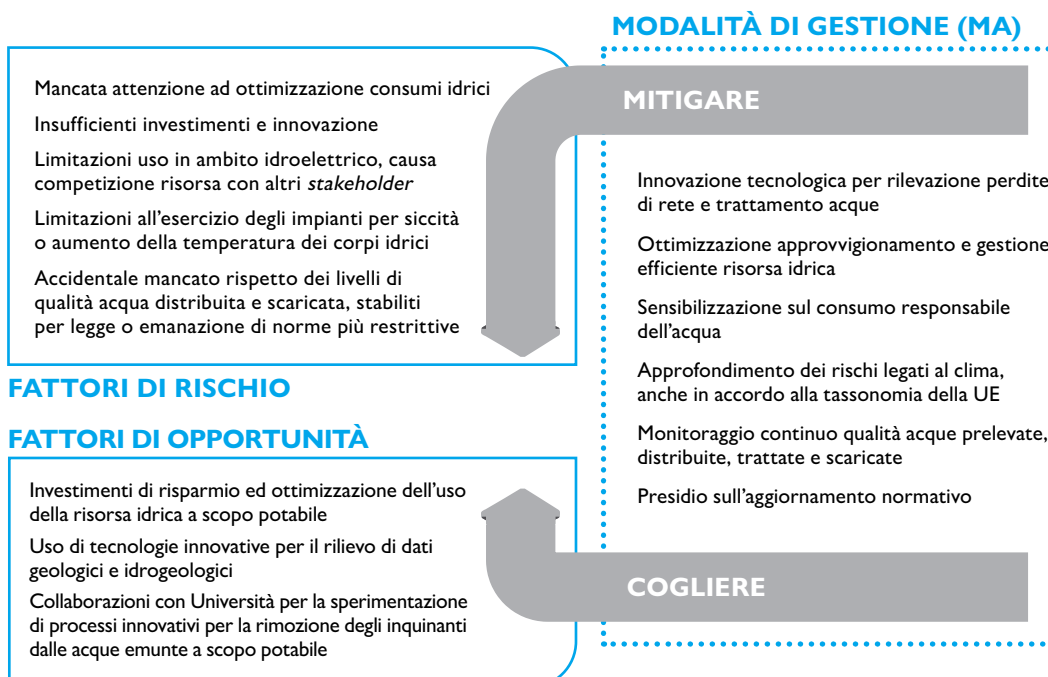 Mancata attenzione ad ottimizzazione consumi idrici
Insufficienti investimenti e innovazione
Limitazioni uso in ambito idroelettrico, causa
competizione risorsa con altri stakeholder
Limitazioni all'esercizio degli impianti per siccità
o aumento della temperatura dei corpi idrici
Accidentale mancato rispetto dei livelli di
qualità acqua distribuita e scaricata, stabiliti
per legge o emanazione di norme più restrittive
FATTORI DI RISCHIO
FATTORI DI OPPORTUNITÀ
Investimenti di risparmio ed ottimizzazione dell'uso
della risorsa idrica a scopo potabile
Uso di tecnologie innovative per il rilievo di dati
geologici e idrogeologici
Collaborazioni con Università per la sperimentazione
di processi innovativi per la rimozione degli inquinanti
dalle acque emunte a scopo potabile
MODALITÀ DI GESTIONE (MA)
MITIGARE
Innovazione tecnologica per rilevazione perdite
di rete e trattamento acque
Ottimizzazione approvvigionamento e gestione
efficiente risorsa idrica
Sensibilizzazione sul consumo responsabile
dell'acqua
Approfondimento dei rischi legati al clima,
anche in accordo alla tassonomia della UE
Monitoraggio continuo qualità acque prelevate,
distribuite, trattate e scaricate
Presidio sull'aggiornamento normativo
COGLIERE